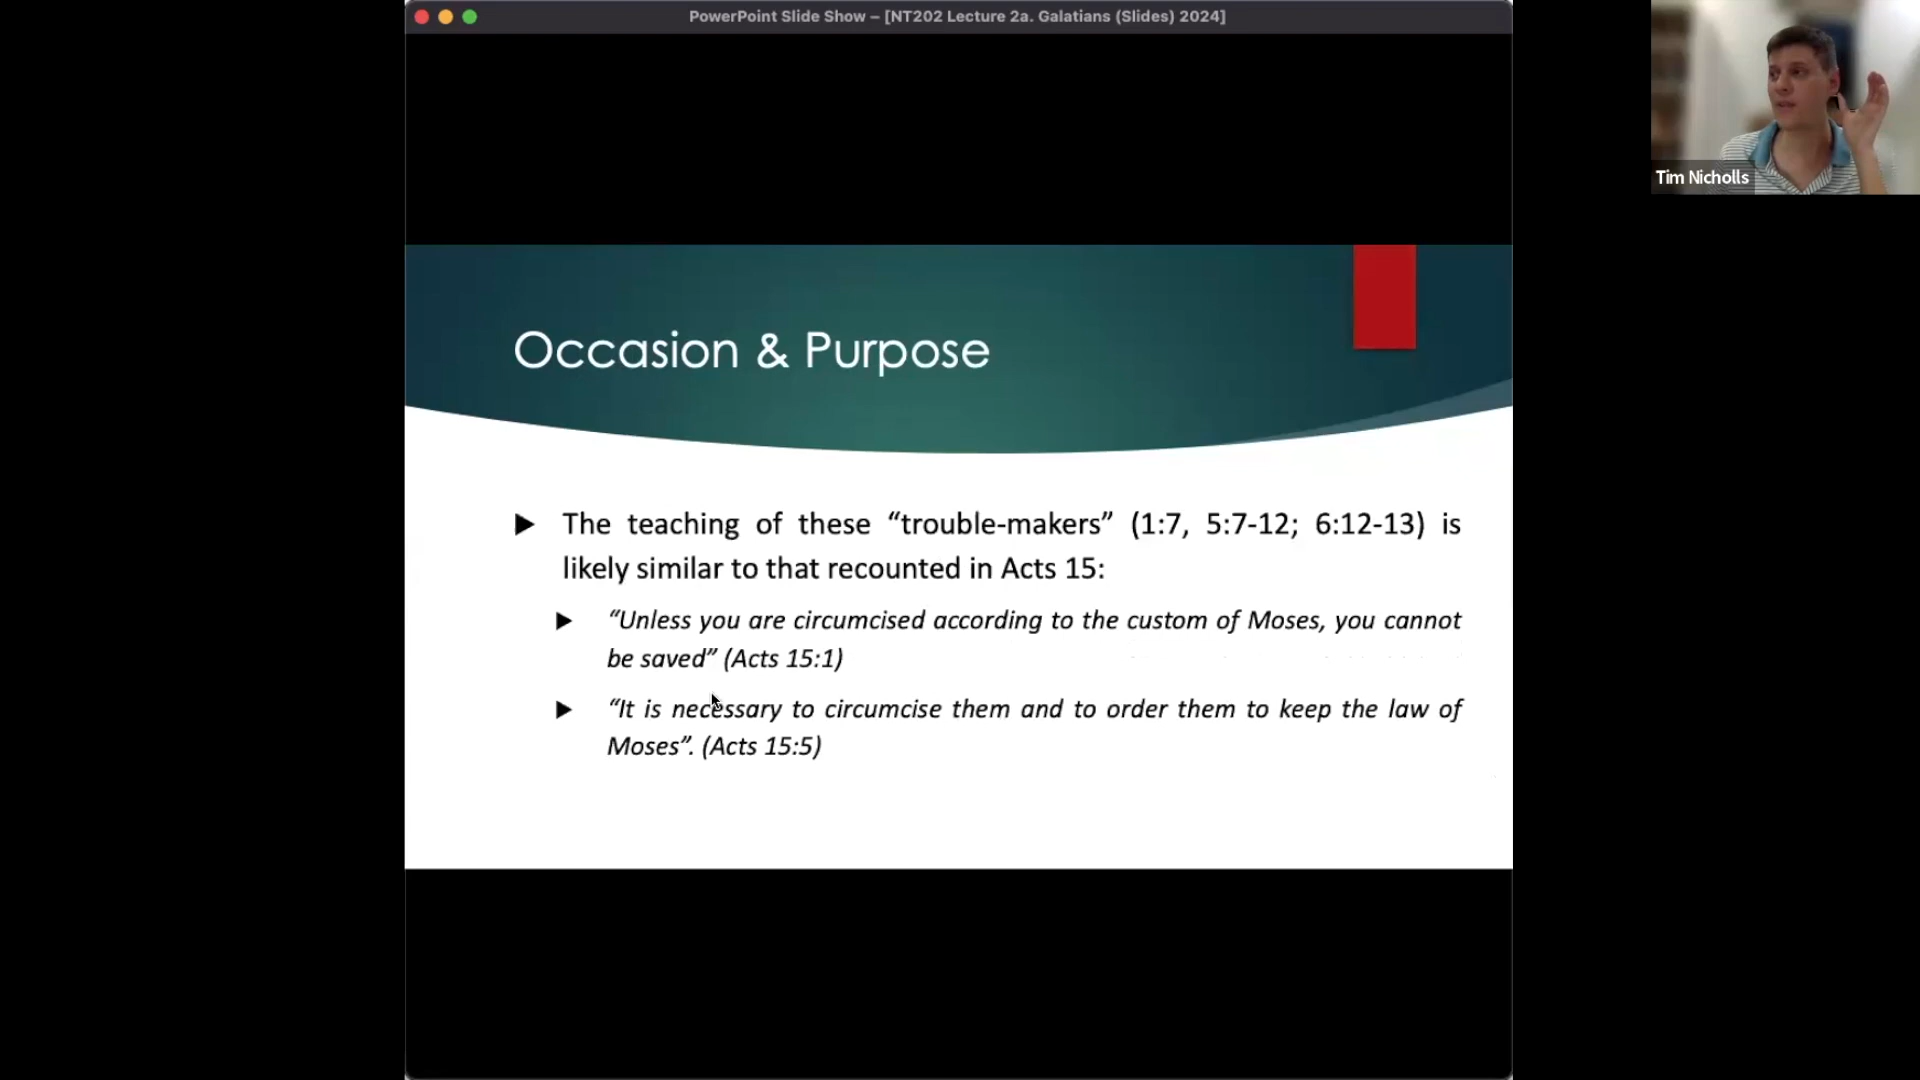 PowerPoint Slide Show – [NT202 Lecture 2a. Galatians (Slides) 2024]
Tim Nicholls
Occasion & Purpose
The teaching of these “trouble-makers” (1:7, 5:7-12; 6:12-13) is
likely similar to that recounted in Acts 15:
“Unless you are circumcised according to the custom of Moses, you cannot
be saved” (Acts 15:1)
“It is necessary to circumcise them and to order them to keep the law of
Moses”. (Acts 15:5)